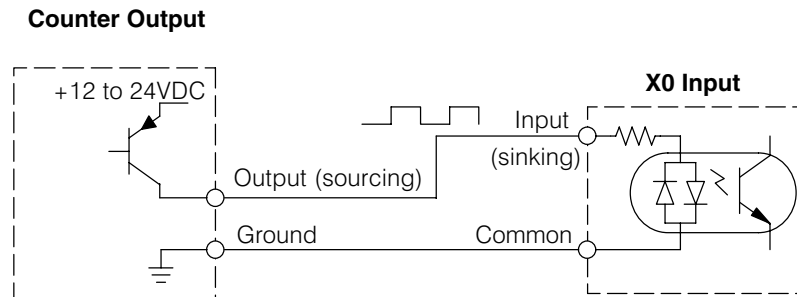 Counter Output
+12 to 24VDC
X0 Input
Input
(sinking)
Output (sourcing)
Ground
Common